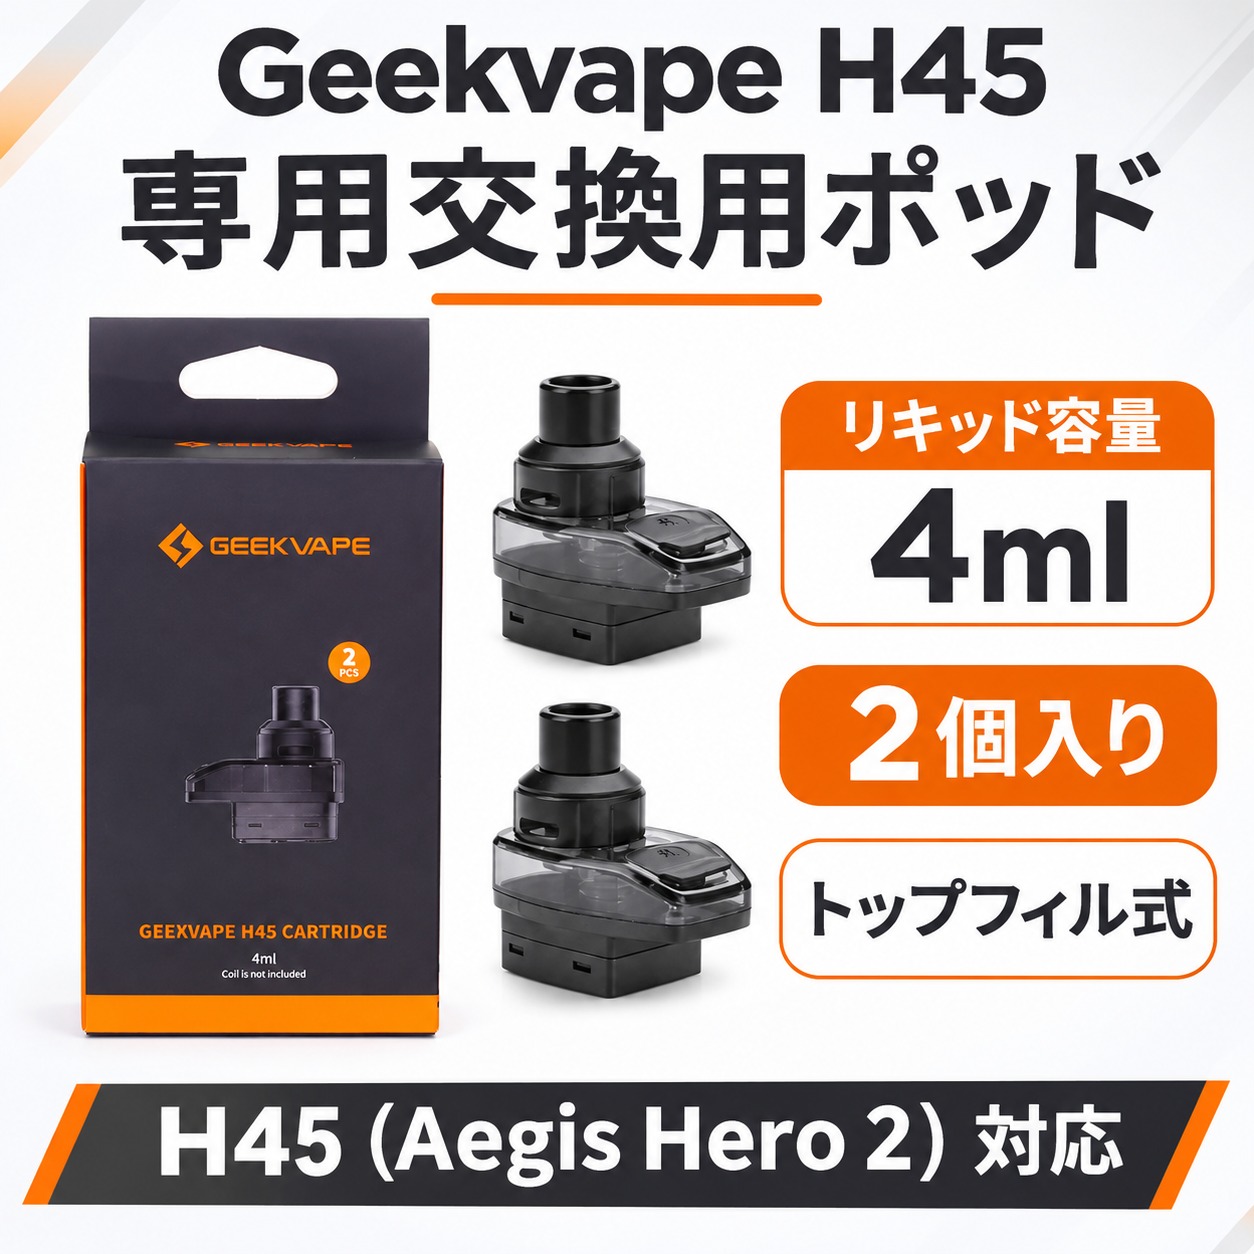 Geekvape H45
専用交換用ポッド
GEEKVAPE
GEEKVAPE
2
PCS
GEEXVAPE H45 CARTRIDGE
4ml
Coil is not included
リキッド容量
4ml
2個入り
トップフィル式
H45 (Aegis Hero 2) 対応